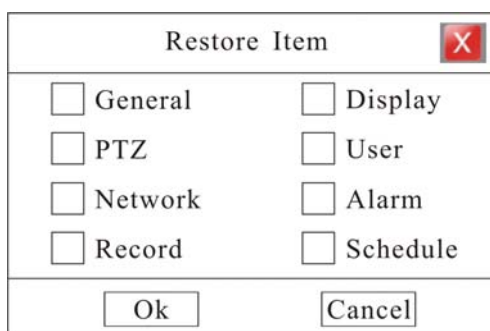 Restore Item X
General Display
PTZ User
Network Alarm
Record Schedule
Ok Cancel